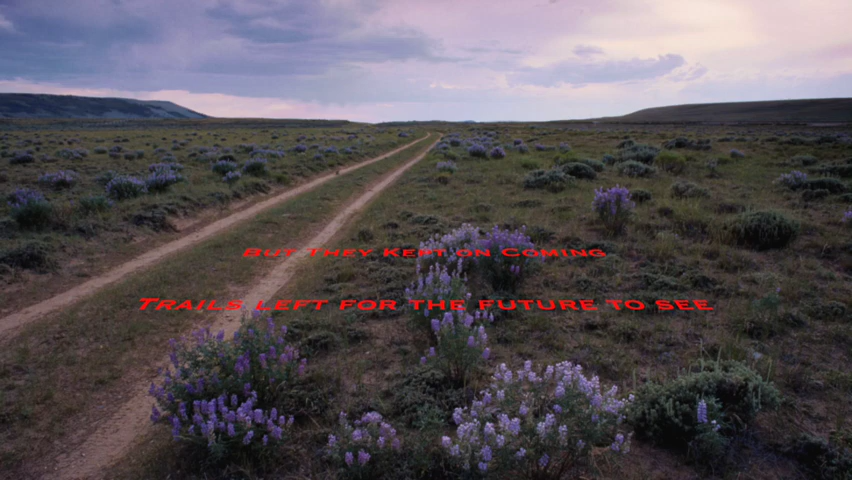 But They Kept on Coming
Trails left for the future to see